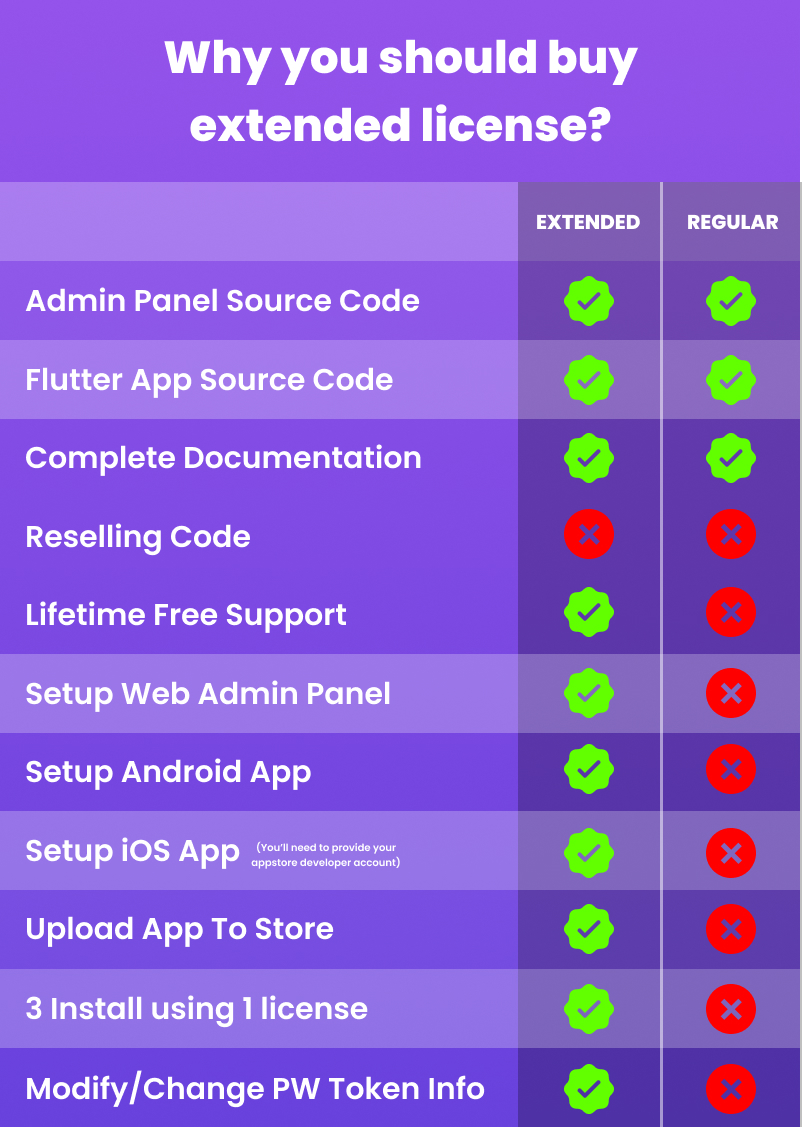 Why you should buy
extended license?
EXTENDED REGULAR
Admin Panel Source Code
Flutter App Source Code
Complete Documentation
Reselling Code
Lifetime Free Support
Setup Web Admin Panel
Setup Android App
Setup iOS App (You'll need to provide your
appstore developer account)
Upload App To Store
3 Install using 1 license
Modify/Change PW Token Info